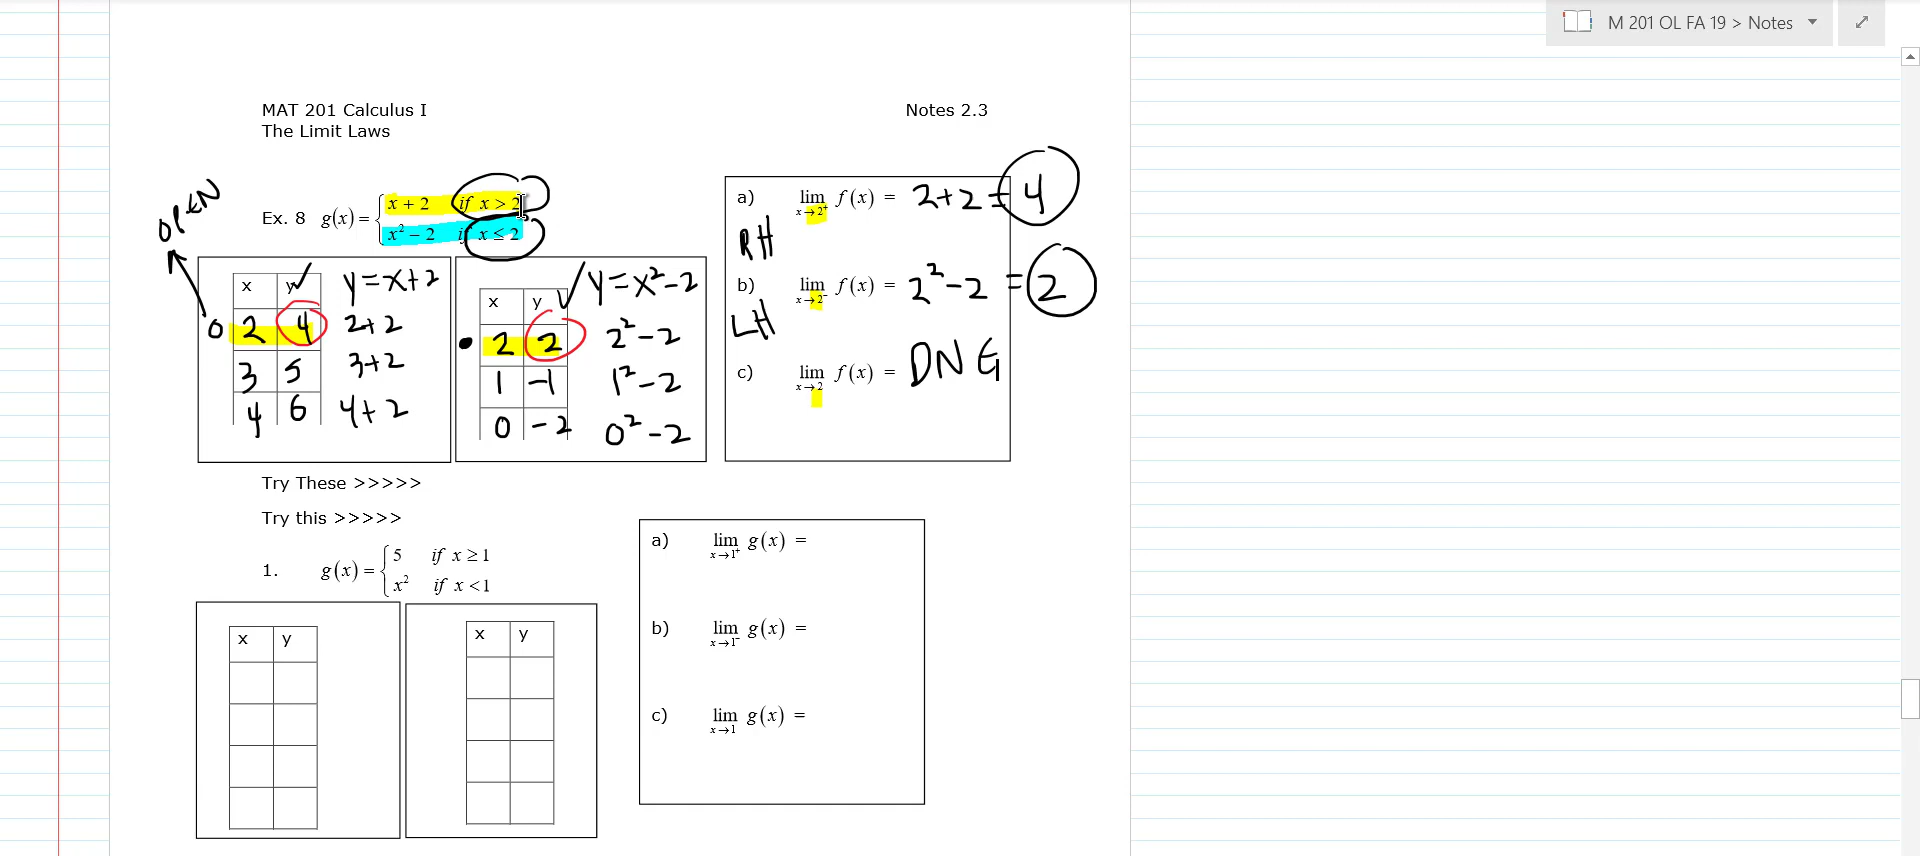 M 201 OL FA 19 > Notes
MAT 201 Calculus I Notes 2.3
The Limit Laws
OPEN
Ex. 8 g(x) = { x + 2 if x > 2
x² − 2 if x ≤ 2
x y y = x+2
0 2 4 2+2
3 5 3+2
4 6 4+2
x y y = x²-2
2 2 2²-2
1 -1 1²-2
0 -2 0²-2
a) lim x→2⁺ f(x) = 2+2 = 4
RH
b) lim x→2⁻ f(x) = 2²-2 = 2
LH
c) lim x→2 f(x) = DNE
Try These >>>>>
Try this >>>>>
1. g(x) = { 5 if x ≥ 1
x² if x < 1
x y
x y
a) lim x→1⁺ g(x) =
b) lim x→1⁻ g(x) =
c) lim x→1 g(x) =